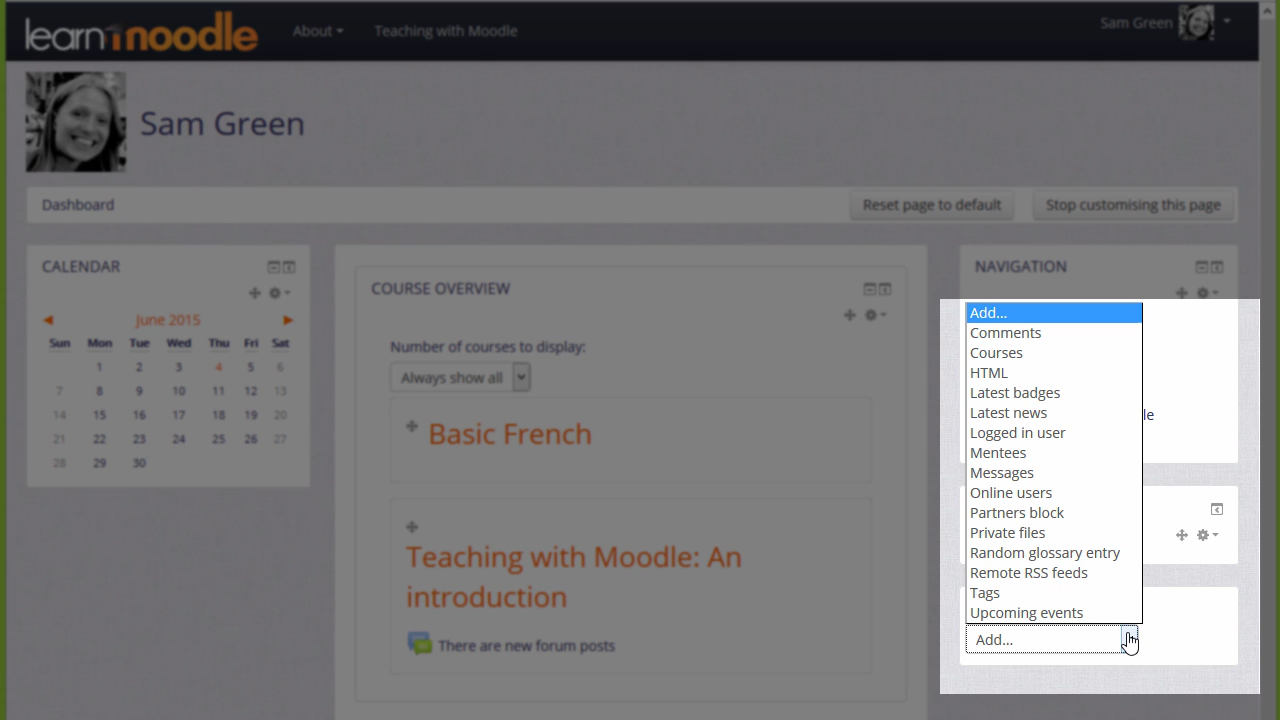 learn moodle
About
Teaching with Moodle
Sam Green
Sam Green
Dashboard
Reset page to default
Stop customising this page
CALENDAR
June 2015
Sun Mon Tue Wed Thu Fri Sat
1 2 3 4 5 6
7 8 9 10 11 12 13
14 15 16 17 18 19 20
21 22 23 24 25 26 27
28 29 30
COURSE OVERVIEW
Number of courses to display:
Always show all
Basic French
Teaching with Moodle: An
introduction
There are new forum posts
NAVIGATION
Add...
Comments
Courses
HTML
Latest badges
Latest news
le
Logged in user
Mentees
Messages
Online users
Partners block
Private files
Random glossary entry
Remote RSS feeds
Tags
Upcoming events
Add...